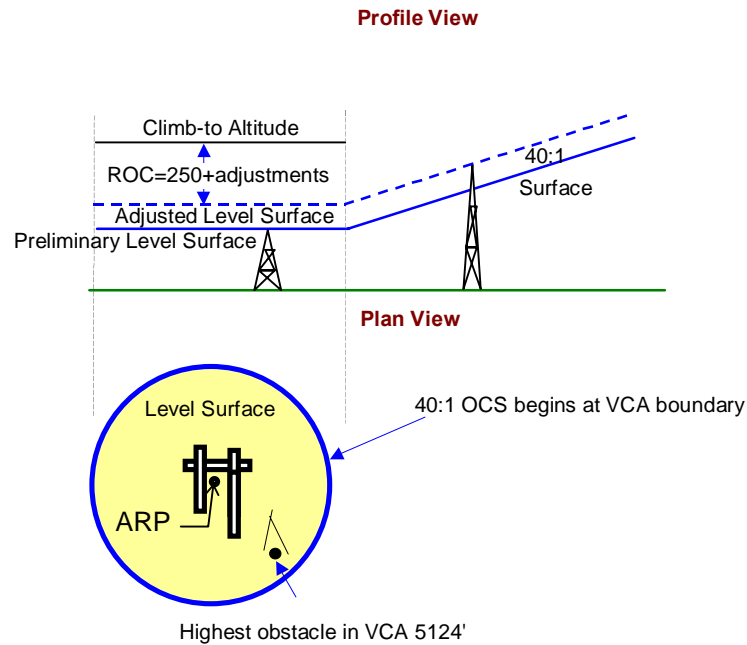 Profile View
Climb-to Altitude
ROC=250+adjustments
40:1
Surface
Adjusted Level Surface
Preliminary Level Surface
Plan View
Level Surface
40:1 OCS begins at VCA boundary
ARP
Highest obstacle in VCA 5124'